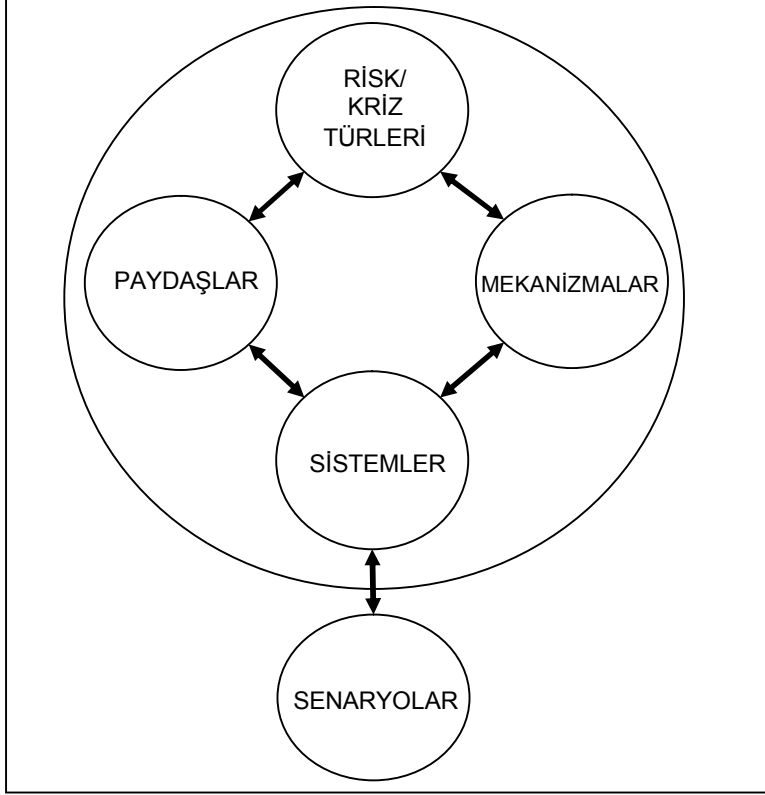 RİSK/
KRİZ
TÜRLERİ
PAYDAŞLAR
MEKANİZMALAR
SİSTEMLER
SENARYOLAR